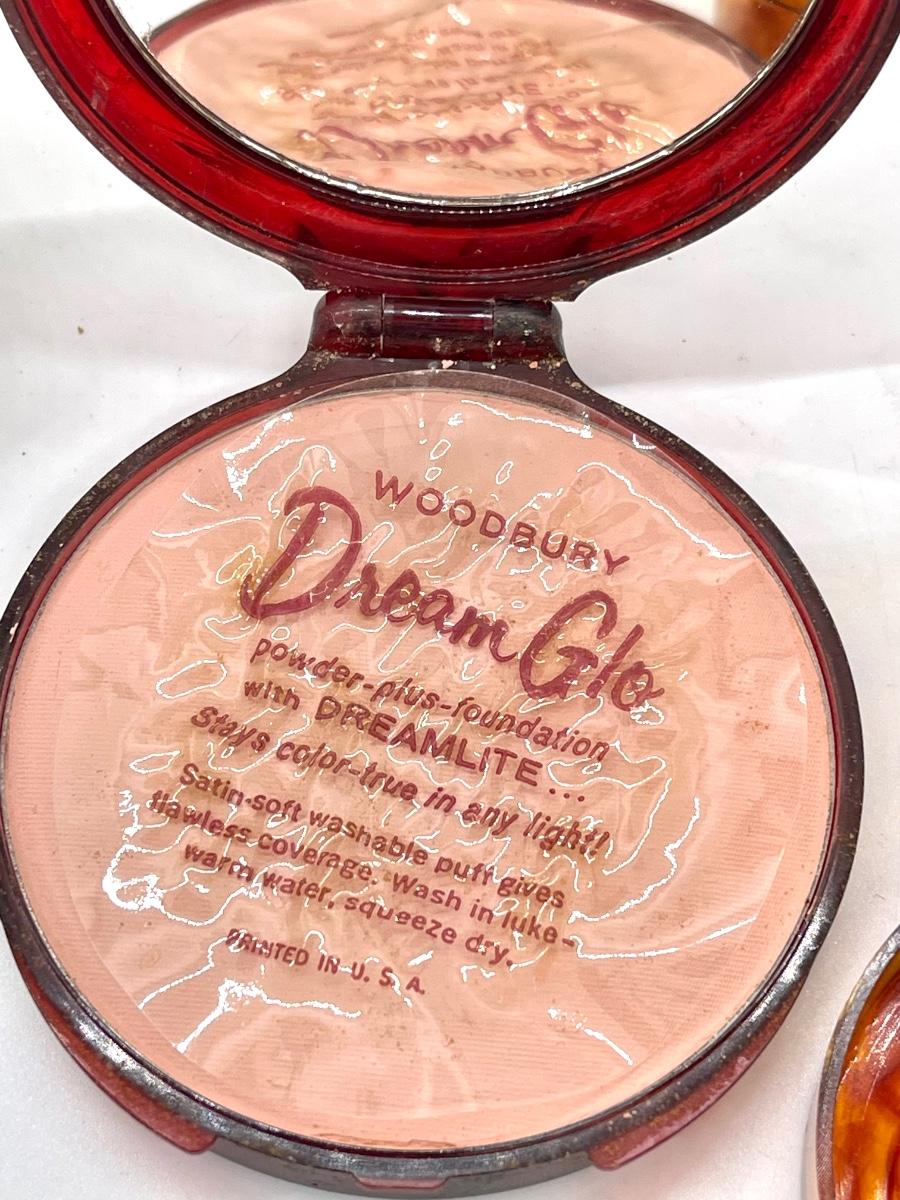 WOODBURY
Dream Glo
powder-plus-foundation
with DREAMLITE...
Stays color-true in any light!
Satin-soft washable puff gives
flawless coverage. Wash in luke-
warm water, squeeze dry.
PRINTED IN U. S. A.